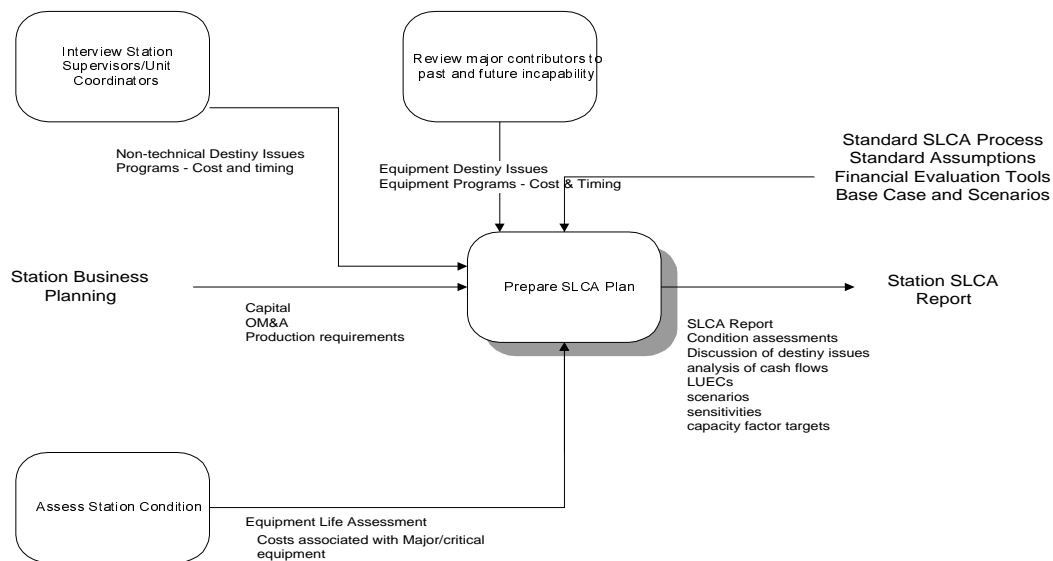 Interview Station
Supervisors/Unit
Coordinators
Review major contributors to
past and future incapability
Non-technical Destiny Issues
Programs - Cost and timing
Equipment Destiny Issues
Equipment Programs - Cost & Timing
Standard SLCA Process
Standard Assumptions
Financial Evaluation Tools
Base Case and Scenarios
Station Business
Planning
Capital
OM&A
Production requirements
Prepare SLCA Plan
Station SLCA
Report
SLCA Report
Condition assessments
Discussion of destiny issues
analysis of cash flows
LUECs
scenarios
sensitivities
capacity factor targets
Assess Station Condition
Equipment Life Assessment
Costs associated with Major/critical
equipment